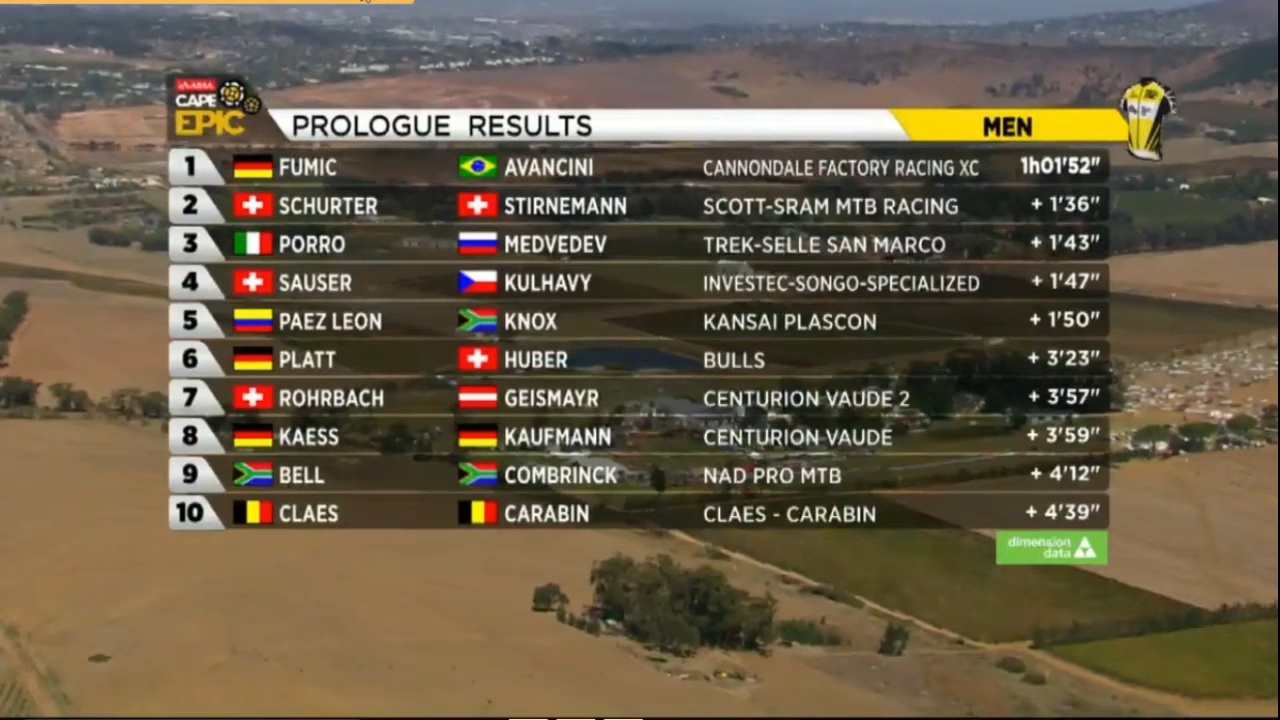 ABSA
CAPE
EPIC
PROLOGUE RESULTS MEN
1 FUMIC AVANCINI CANNONDALE FACTORY RACING XC 1h01'52"
2 SCHURTER STIRNEMANN SCOTT-SRAM MTB RACING + 1'36"
3 PORRO MEDVEDEV TREK-SELLE SAN MARCO + 1'43"
4 SAUSER KULHAVY INVESTEC-SONGO-SPECIALIZED + 1'47"
5 PAEZ LEON KNOX KANSAI PLASCON + 1'50"
6 PLATT HUBER BULLS + 3'23"
7 ROHRBACH GEISMAYR CENTURION VAUDE 2 + 3'57"
8 KAESS KAUFMANN CENTURION VAUDE + 3'59"
9 BELL COMBRINCK NAD PRO MTB + 4'12"
10 CLAES CARABIN CLAES - CARABIN + 4'39"
dimension
data